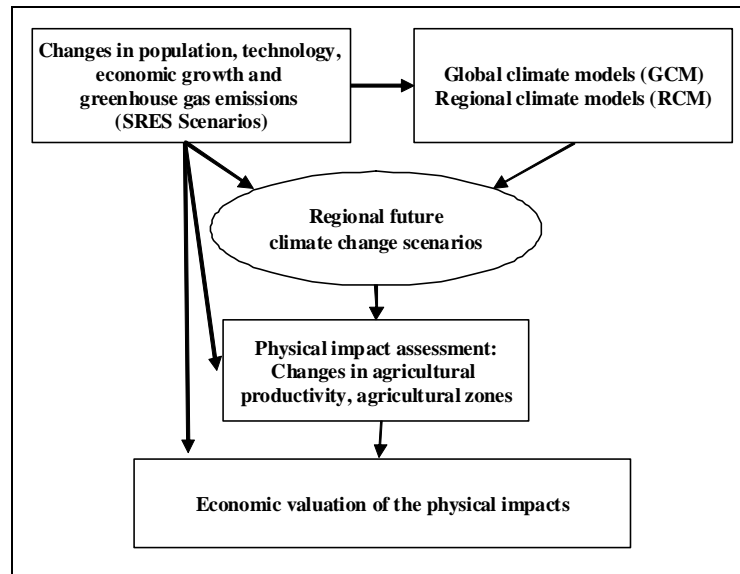 Changes in population, technology,
economic growth and
greenhouse gas emissions
(SRES Scenarios)
Global climate models (GCM)
Regional climate models (RCM)
Regional future
climate change scenarios
Physical impact assessment:
Changes in agricultural
productivity, agricultural zones
Economic valuation of the physical impacts